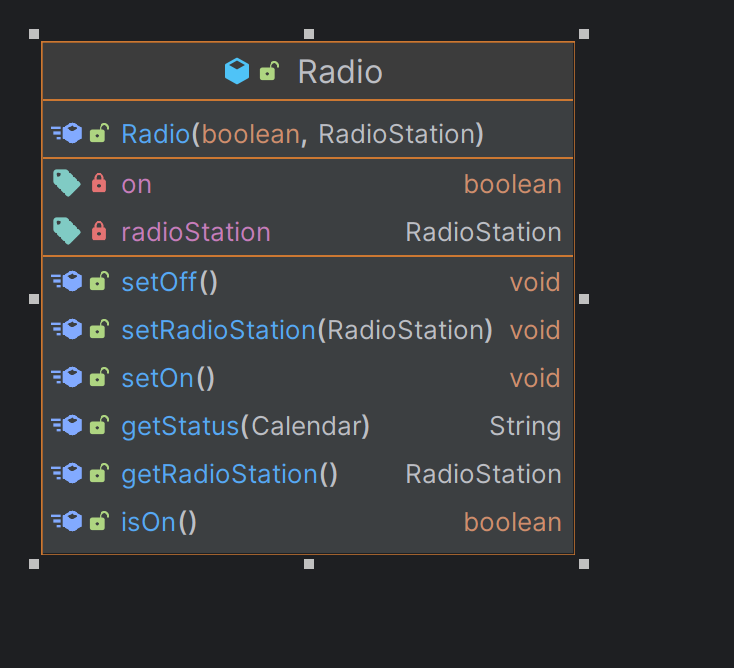 Radio
Radio(boolean, RadioStation)
on boolean
radioStation RadioStation
setOff() void
setRadioStation(RadioStation) void
setOn() void
getStatus(Calendar) String
getRadioStation() RadioStation
isOn() boolean